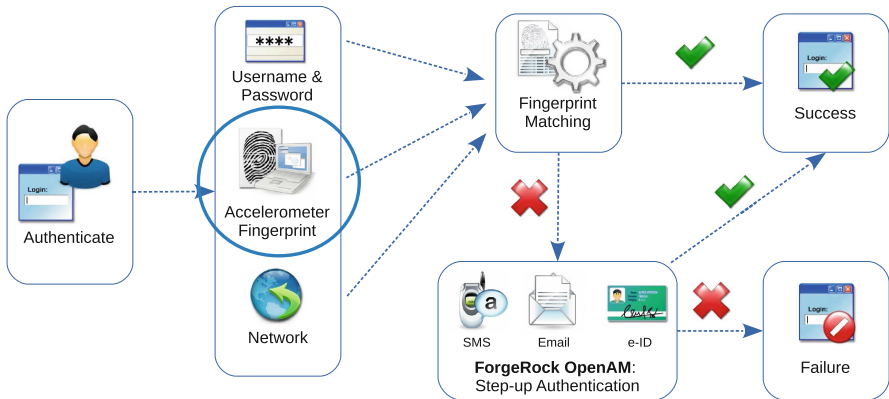 Login:
Authenticate
****
Username &
Password
Accelerometer
Fingerprint
Network
Fingerprint
Matching
Login:
Success
a
SMS
Email
e-ID
ForgeRock OpenAM:
Step-up Authentication
Login:
Failure